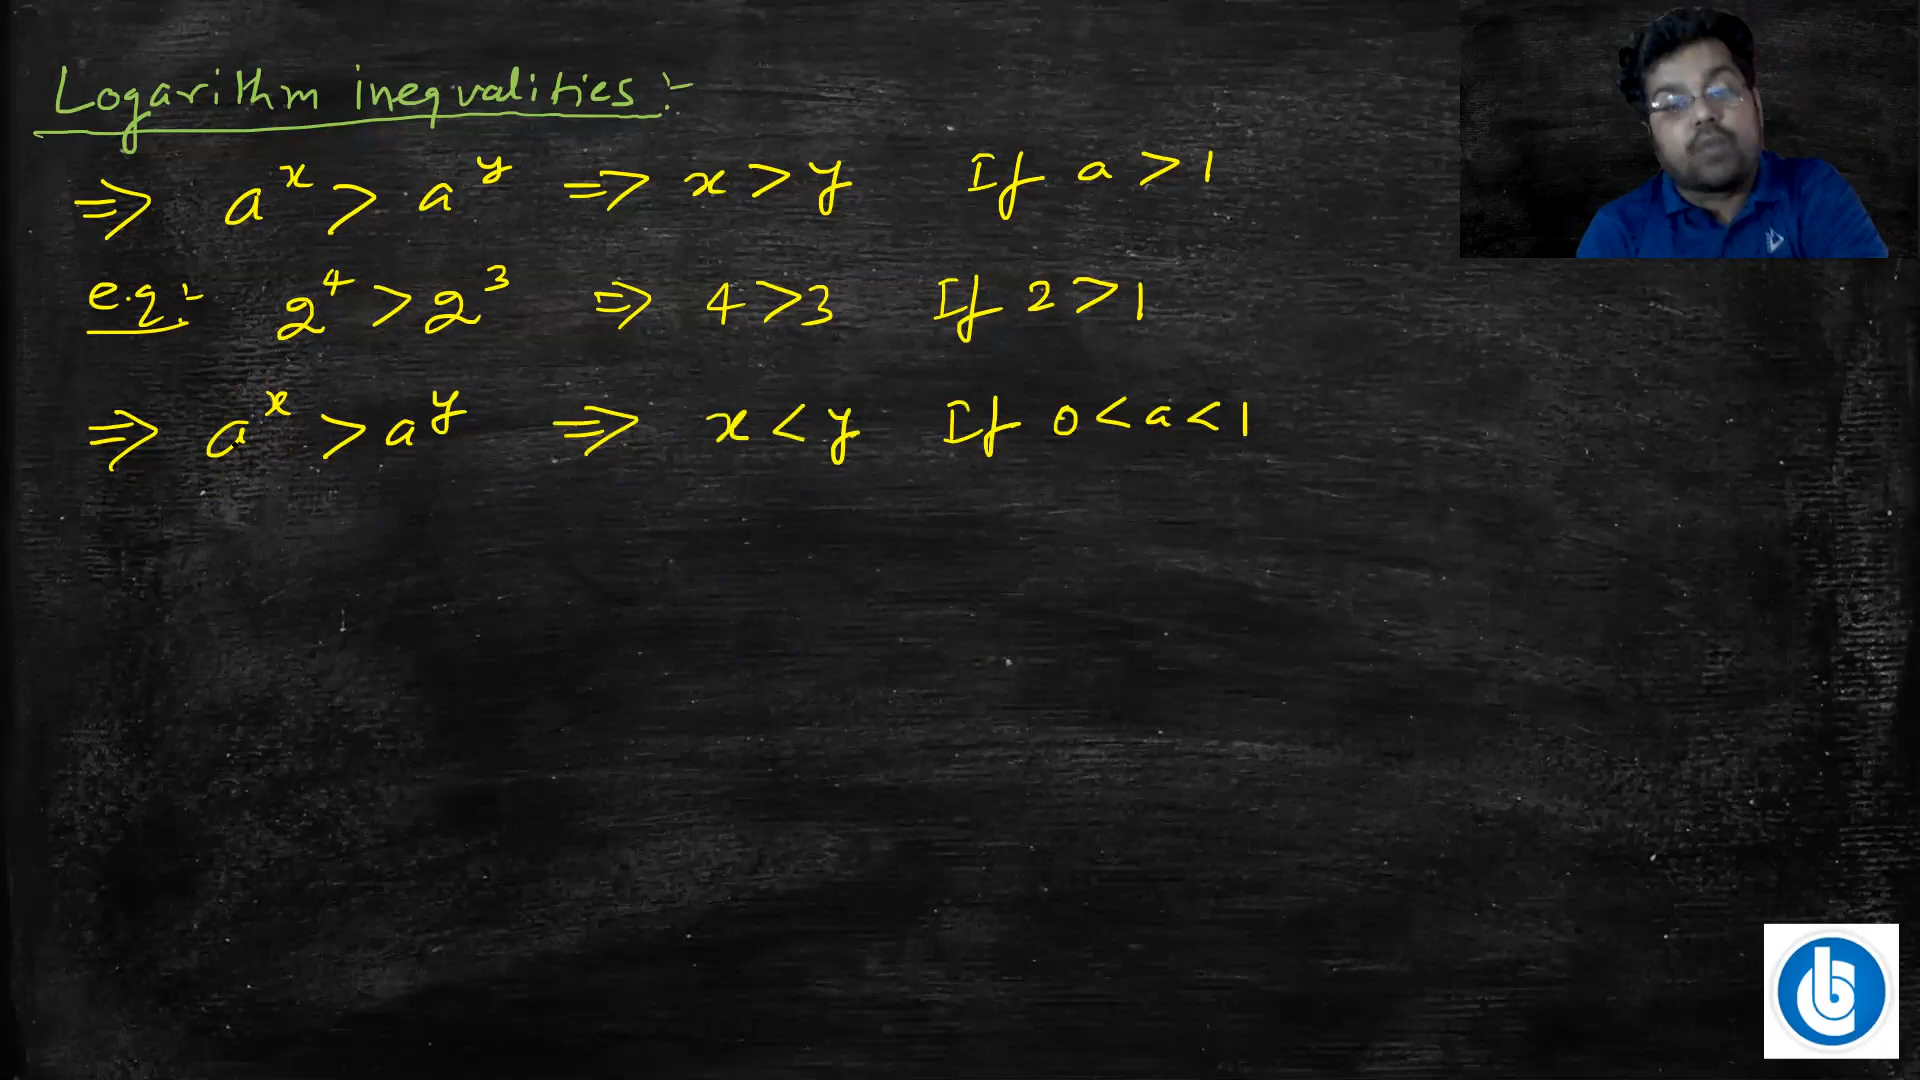 Logarithm inequalities :-
⇒ a^x > a^y ⇒ x > y If a > 1
e.g:- 2^4 > 2^3 ⇒ 4 > 3 If 2 > 1
⇒ a^x > a^y ⇒ x < y If 0 < a < 1